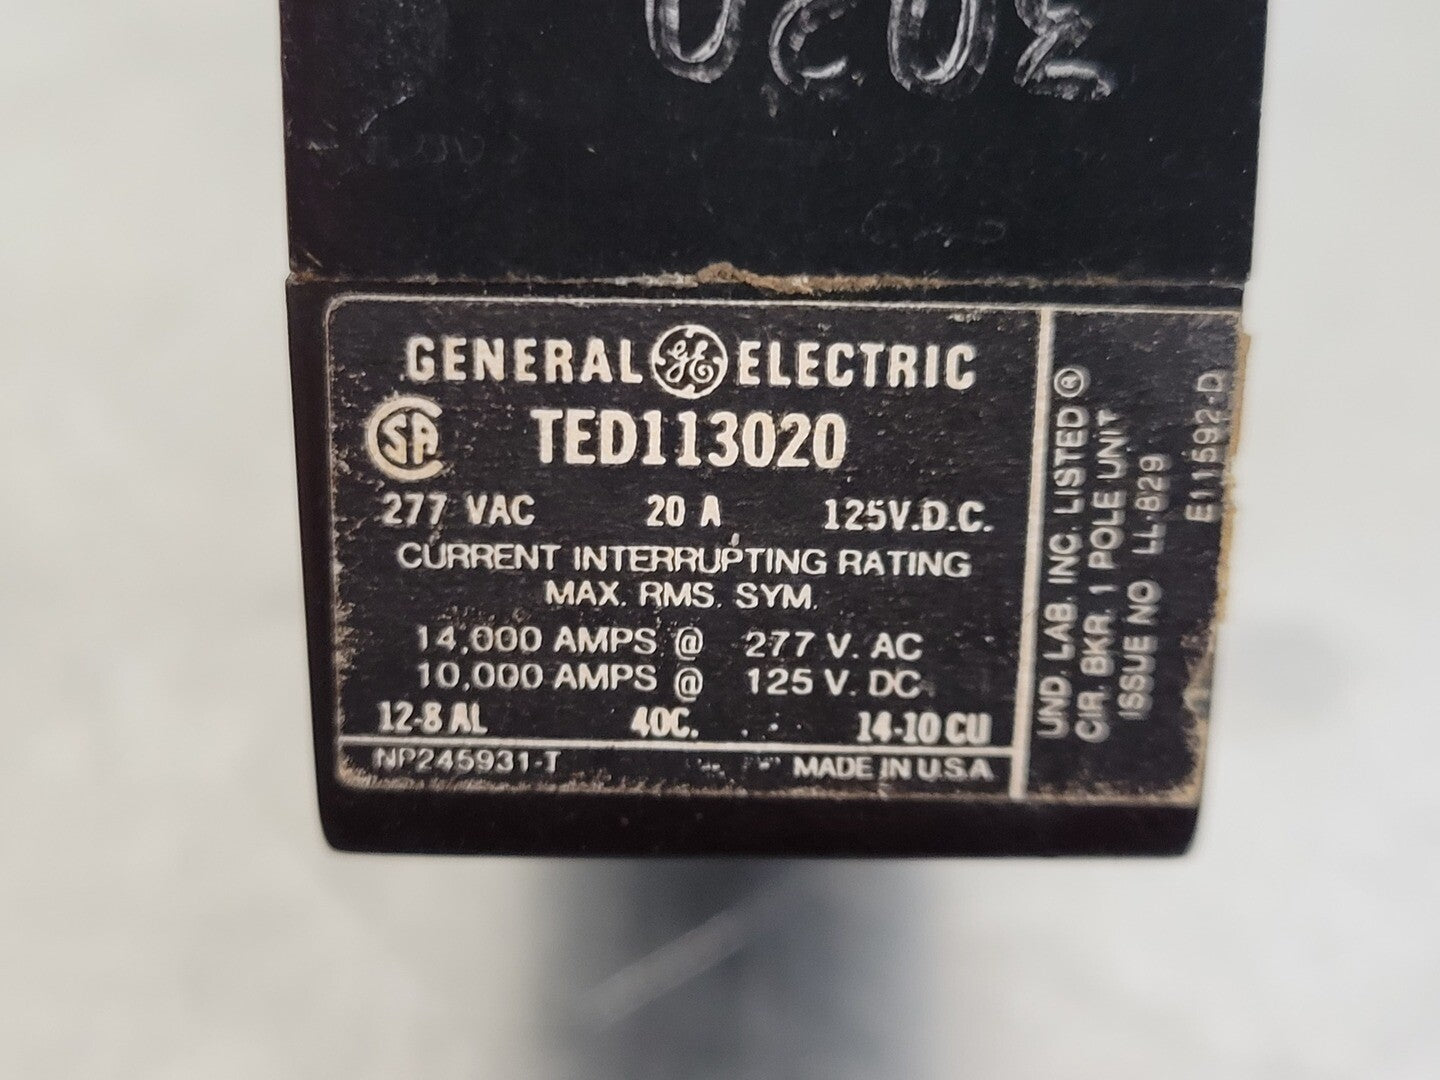 GENERAL GE ELECTRIC
SA TED113020
277 VAC 20 A 125V.D.C.
CURRENT INTERRUPTING RATING
MAX. RMS. SYM.
14,000 AMPS @ 277 V. AC
10,000 AMPS @ 125 V. DC
12-8 AL 40C. 14-10 CU
NP245931-T MADE IN U.S.A
UND. LAB. INC. LISTED ®
CIR. BKR. 1 POLE UNIT
ISSUE NO LL-829
E11592-D